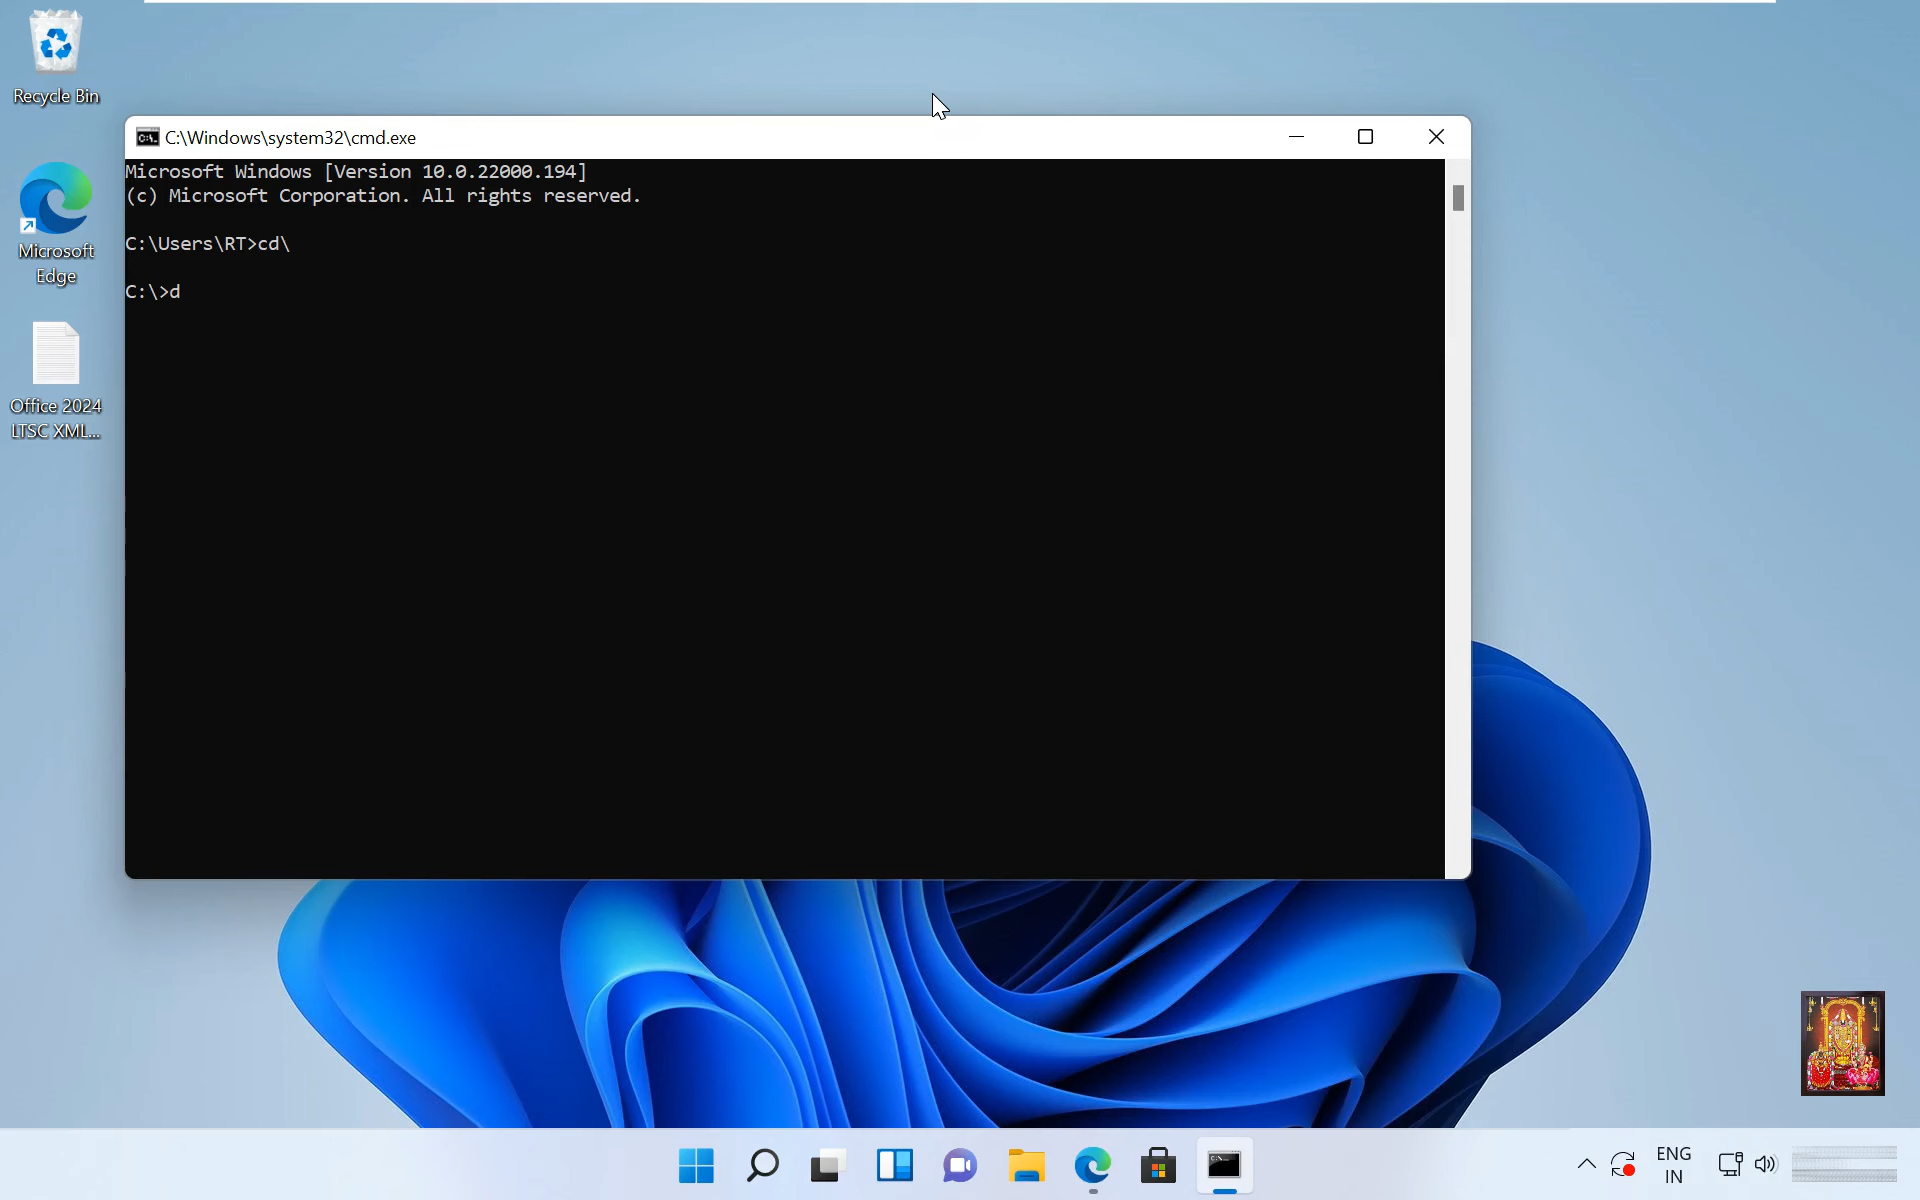 Recycle Bin
C:\Windows\system32\cmd.exe
Microsoft Windows [Version 10.0.22000.194]
(c) Microsoft Corporation. All rights reserved.
C:\Users\RT>cd\
C:\>d
Microsoft
Edge
Office 2024
LTSC XML...
ENG
IN